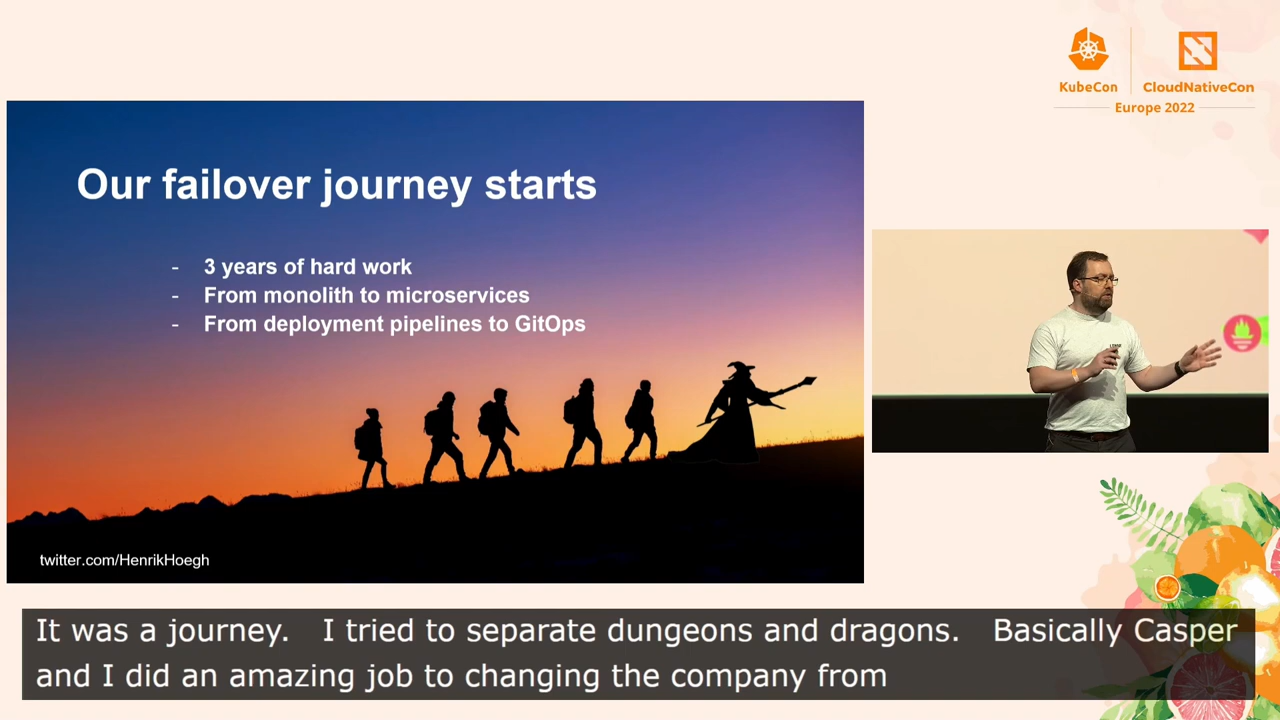 KubeCon
CloudNativeCon
Europe 2022
Our failover journey starts
- 3 years of hard work
- From monolith to microservices
- From deployment pipelines to GitOps
twitter.com/HenrikHoegh
It was a journey. I tried to separate dungeons and dragons. Basically Casper
and I did an amazing job to changing the company from